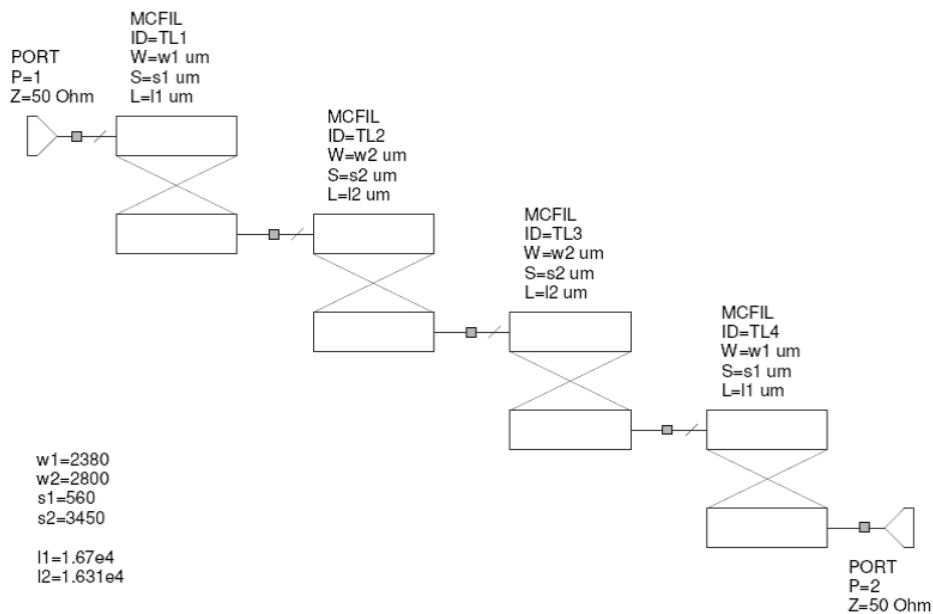 MCFIL
ID=TL1
W=w1 um
S=s1 um
L=l1 um
PORT
P=1
Z=50 Ohm
MCFIL
ID=TL2
W=w2 um
S=s2 um
L=l2 um
MCFIL
ID=TL3
W=w2 um
S=s2 um
L=l2 um
MCFIL
ID=TL4
W=w1 um
S=s1 um
L=l1 um
w1=2380
w2=2800
s1=560
s2=3450
l1=1.67e4
l2=1.631e4
PORT
P=2
Z=50 Ohm